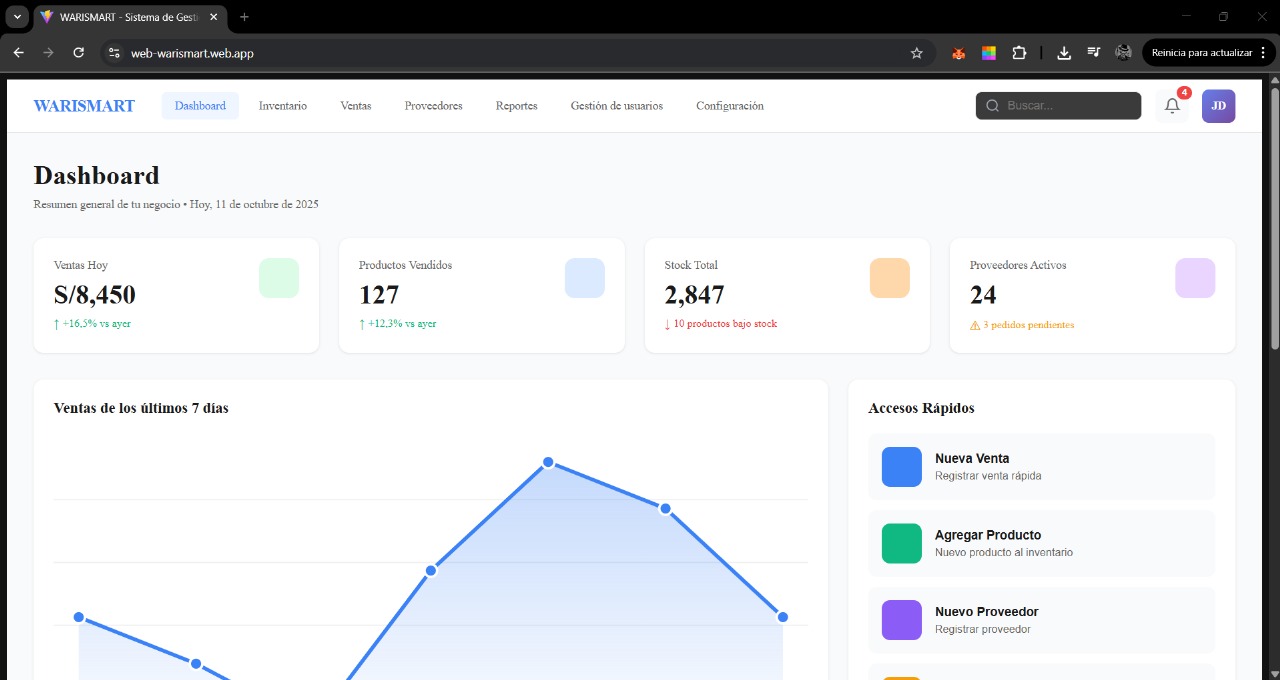 WARISMART - Sistema de Gesti
web-warismart.web.app
Reinicia para actualizar
WARISMART
Dashboard
Inventario
Ventas
Proveedores
Reportes
Gestión de usuarios
Configuración
Buscar...
4
JD
Dashboard
Resumen general de tu negocio • Hoy, 11 de octubre de 2025
Ventas Hoy
S/8,450
↑ +16,5% vs ayer
Productos Vendidos
127
↑ +12,3% vs ayer
Stock Total
2,847
↓ 10 productos bajo stock
Proveedores Activos
24
⚠ 3 pedidos pendientes
Ventas de los últimos 7 días
Accesos Rápidos
Nueva Venta
Registrar venta rápida
Agregar Producto
Nuevo producto al inventario
Nuevo Proveedor
Registrar proveedor